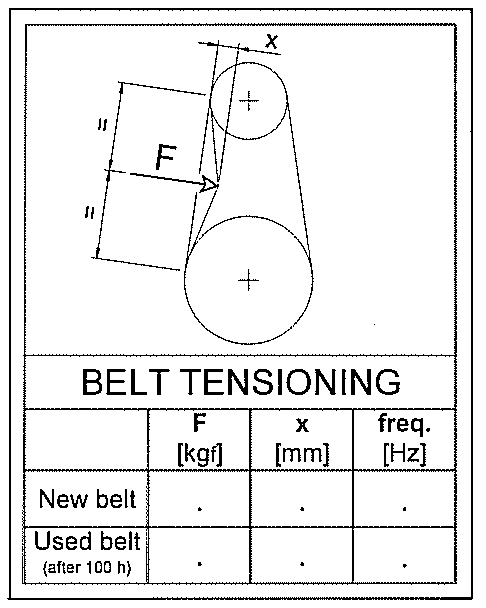 x
=
F
=
BELT TENSIONING
F x freq.
[kgf] [mm] [Hz]
New belt . . .
Used belt . . .
(after 100 h)